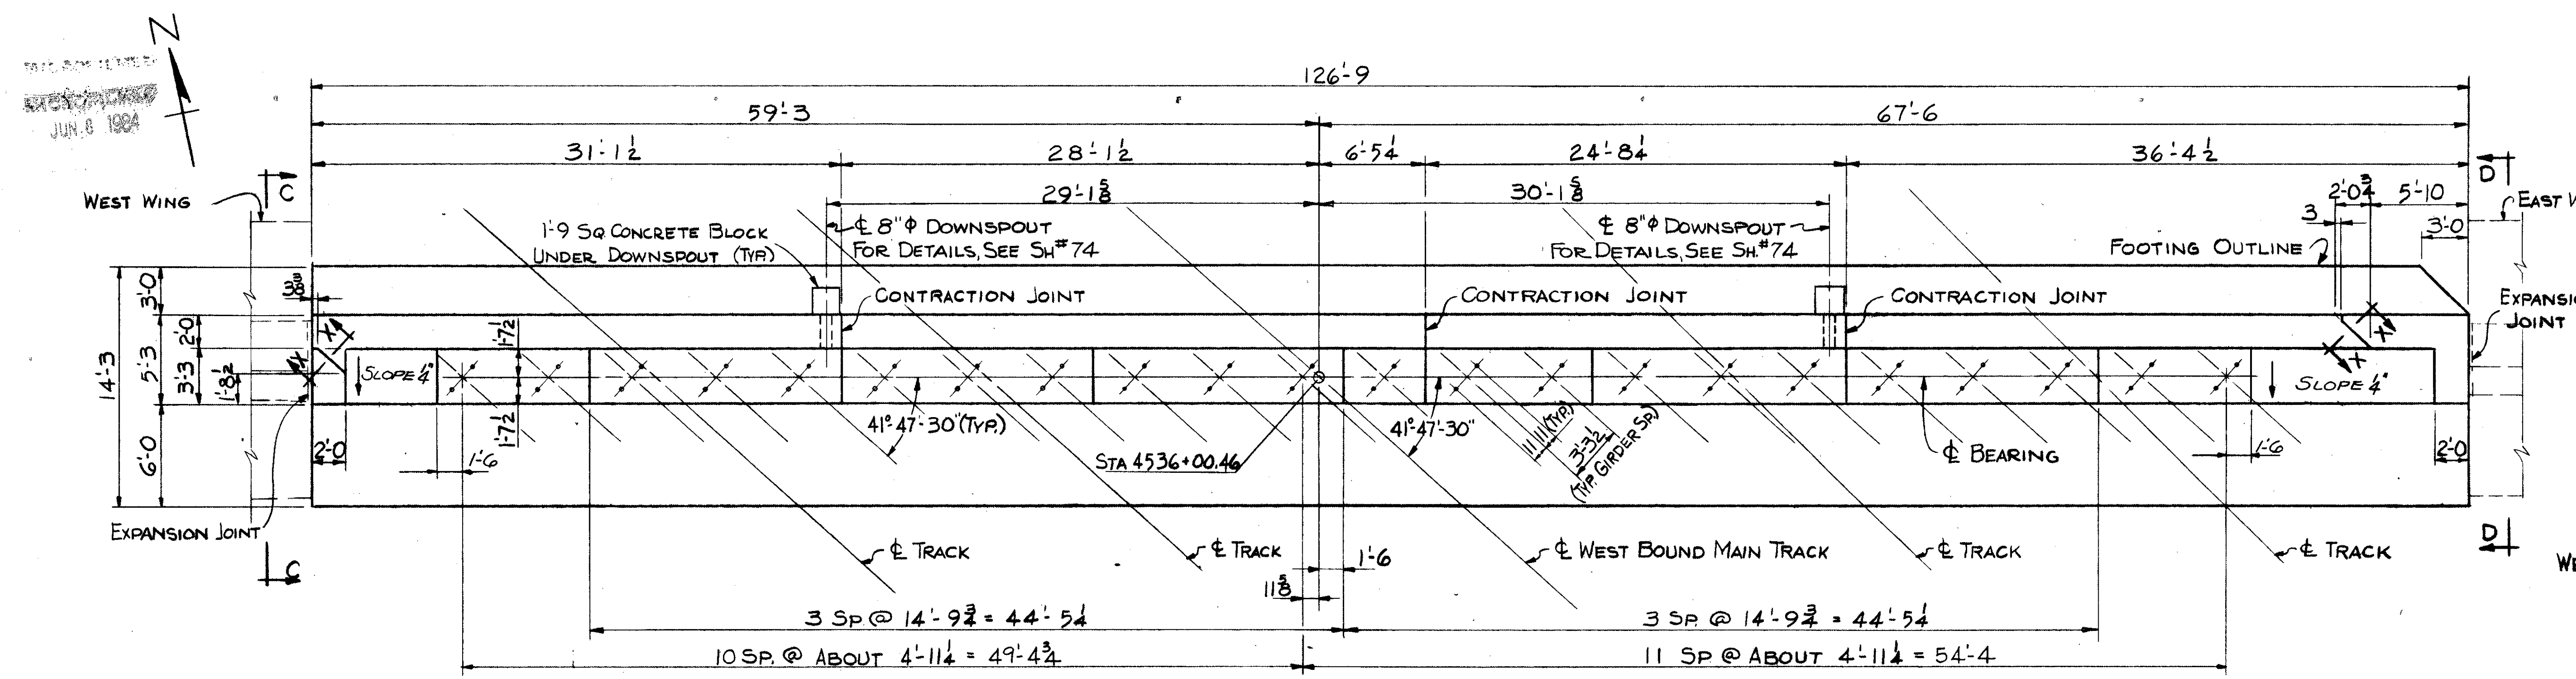 N
JUN. 6 1984
126'-9
59'-3
67'-6
31'-1½
28'-1½
6'-5¼
24'-8¼
36'-4½
29'-1⅝
30'-1⅝
2'-0¾
5'-10
3
3'-0
C
D
WEST WING
1'-9 SQ. CONCRETE BLOCK
UNDER DOWNSPOUT (TYP.)
℄ 8"φ DOWNSPOUT
FOR DETAILS, SEE SH.#74
℄ 8"φ DOWNSPOUT
FOR DETAILS, SEE SH.#74
FOOTING OUTLINE
EAST
CONTRACTION JOINT
CONTRACTION JOINT
CONTRACTION JOINT
JOINT
3⅜
3'-0
2'-0
5'-3
3'-3
1'-8½
14'-3
6'-0
X
X
X
X
SLOPE ¼"
SLOPE ¼"
1'-7½
1'-7½
41°-47'-30" (TYP.)
41°-47'-30"
11
11 (TYP.)
3'-3½
(TYP. GIRDER SP.)
℄ BEARING
2'-0
1'-6
1'-6
2'-0
STA 4536+00.46
EXPANSION JOINT
C
D
℄ TRACK
℄ TRACK
℄ WEST BOUND MAIN TRACK
℄ TRACK
℄ TRACK
1'-6
11⅝
3 SP. @ 14'-9¾ = 44'-5¼
3 SP. @ 14'-9¾ = 44'-5¼
10 SP. @ ABOUT 4'-11¼ = 49'-4¾
11 SP @ ABOUT 4'-11¼ = 54'-4